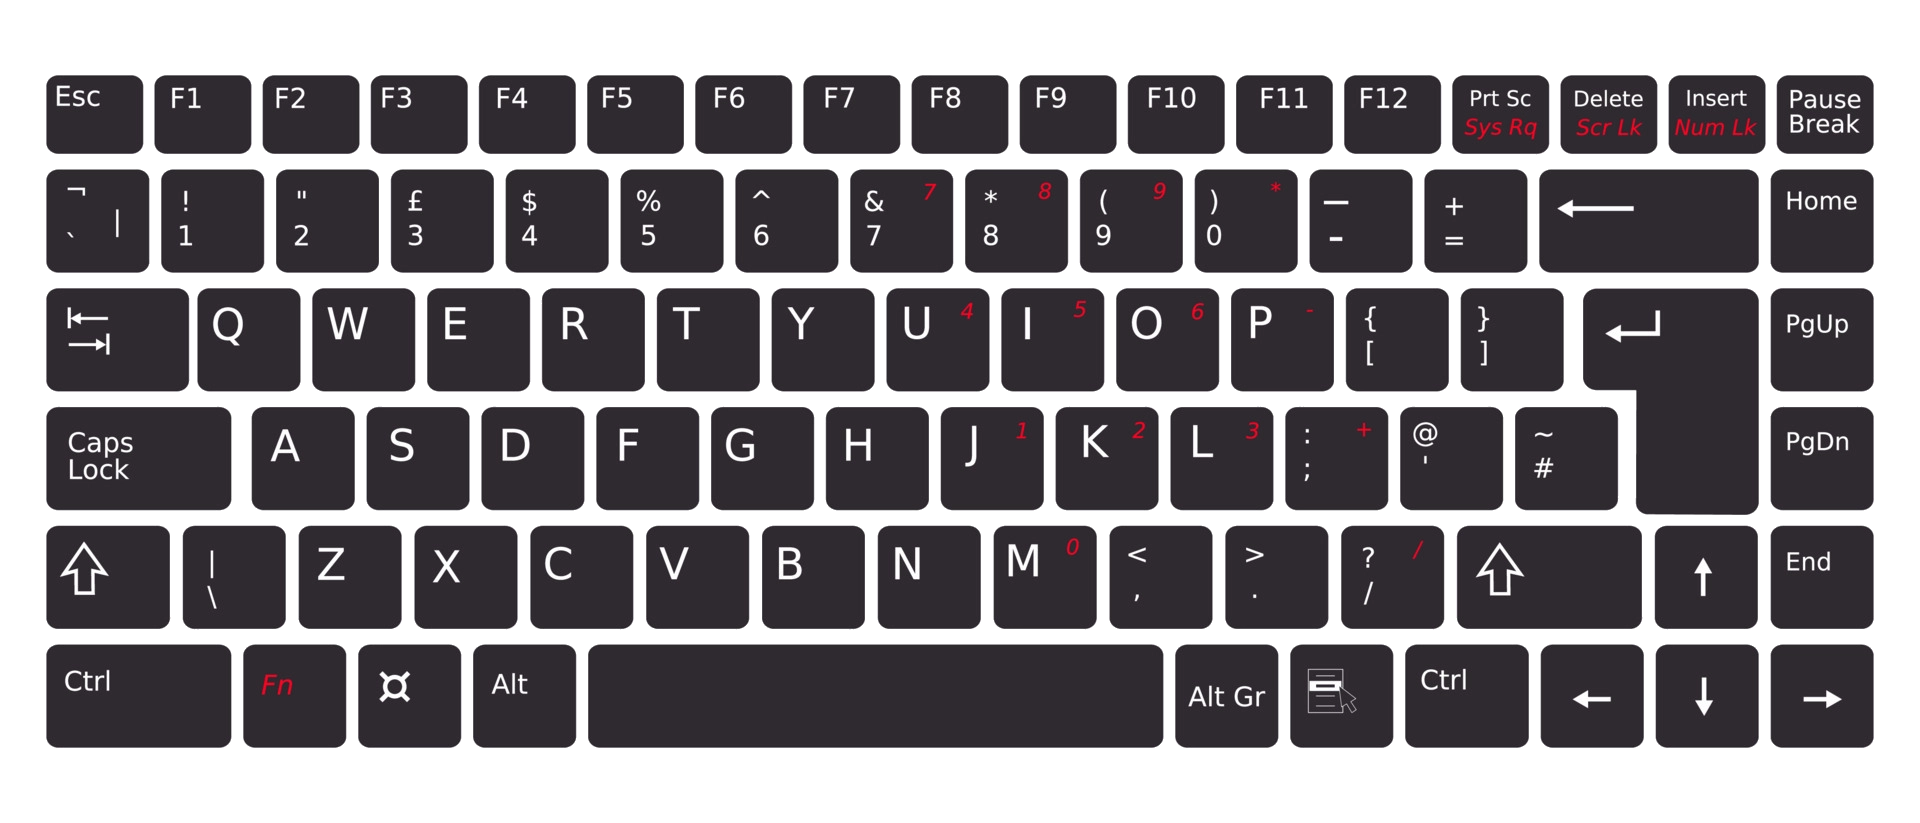 Esc F1 F2 F3 F4 F5 F6 F7 F8 F9 F10 F11 F12 Prt Sc Delete Insert Pause
Sys Rq Scr Lk Num Lk Break
¬ ! " £ $ % ^ & 7 * 8 ( 9 ) * — + Home
` | 1 2 3 4 5 6 7 8 9 0 - =
Q W E R T Y U 4 I 5 O 6 P - { } PgUp
[ ]
Caps A S D F G H J 1 K 2 L 3 : + @ ~ PgDn
Lock ; ' #
| Z X C V B N M 0 < > ? / End
\ , . /
Ctrl Fn ¤ Alt Alt Gr Ctrl